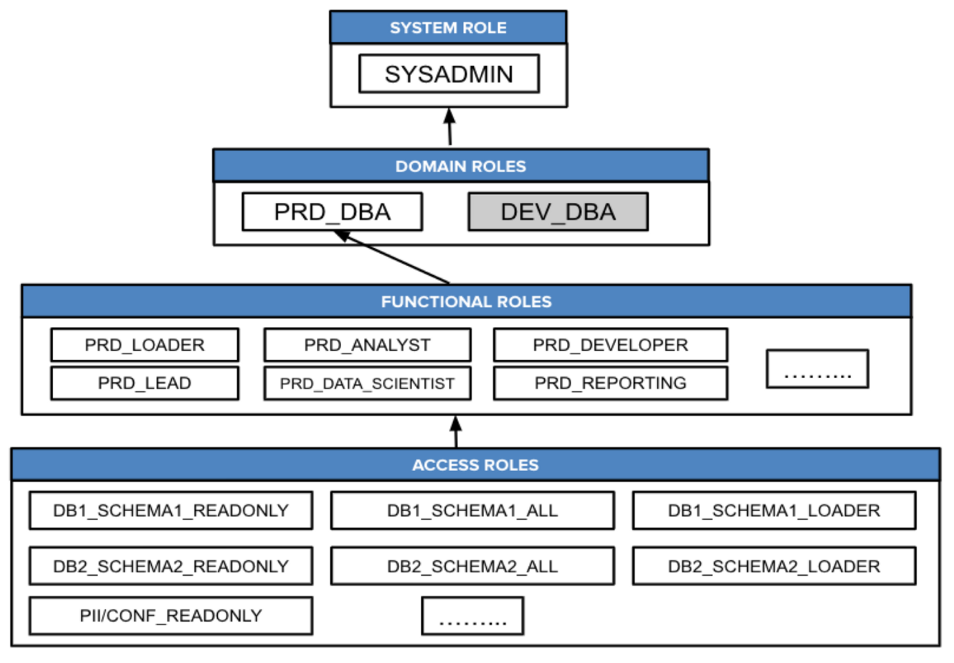 SYSTEM ROLE
SYSADMIN
DOMAIN ROLES
PRD_DBA
DEV_DBA
FUNCTIONAL ROLES
PRD_LOADER
PRD_ANALYST
PRD_DEVELOPER
PRD_LEAD
PRD_DATA_SCIENTIST
PRD_REPORTING
.........
ACCESS ROLES
DB1_SCHEMA1_READONLY
DB1_SCHEMA1_ALL
DB1_SCHEMA1_LOADER
DB2_SCHEMA2_READONLY
DB2_SCHEMA2_ALL
DB2_SCHEMA2_LOADER
PII/CONF_READONLY
.........